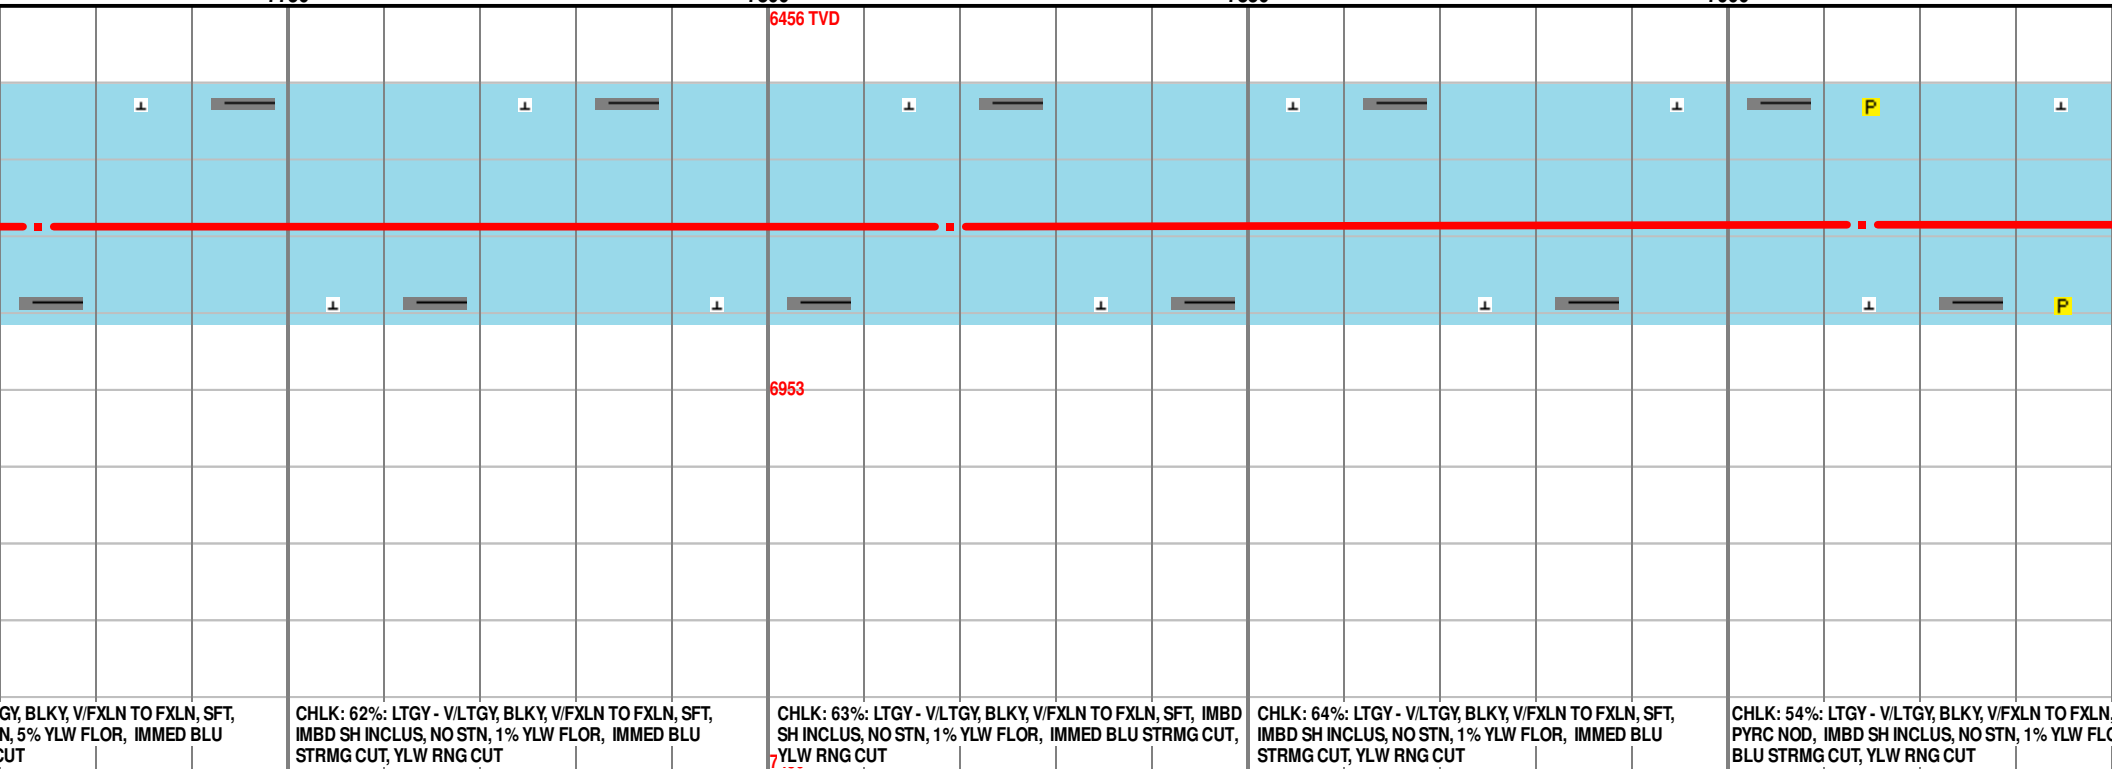 6456 TVD
P
P
6953
GY, BLKY, V/FXLN TO FXLN, SFT,
N, 5% YLW FLOR, IMMED BLU
CUT
CHLK: 62%: LTGY - V/LTGY, BLKY, V/FXLN TO FXLN, SFT,
IMBD SH INCLUS, NO STN, 1% YLW FLOR, IMMED BLU
STRMG CUT, YLW RNG CUT
CHLK: 63%: LTGY - V/LTGY, BLKY, V/FXLN TO FXLN, SFT, IMBD
SH INCLUS, NO STN, 1% YLW FLOR, IMMED BLU STRMG CUT,
YLW RNG CUT
CHLK: 64%: LTGY - V/LTGY, BLKY, V/FXLN TO FXLN, SFT,
IMBD SH INCLUS, NO STN, 1% YLW FLOR, IMMED BLU
STRMG CUT, YLW RNG CUT
CHLK: 54%: LTGY - V/LTGY, BLKY, V/FXLN TO FXLN,
PYRC NOD, IMBD SH INCLUS, NO STN, 1% YLW FLO
BLU STRMG CUT, YLW RNG CUT